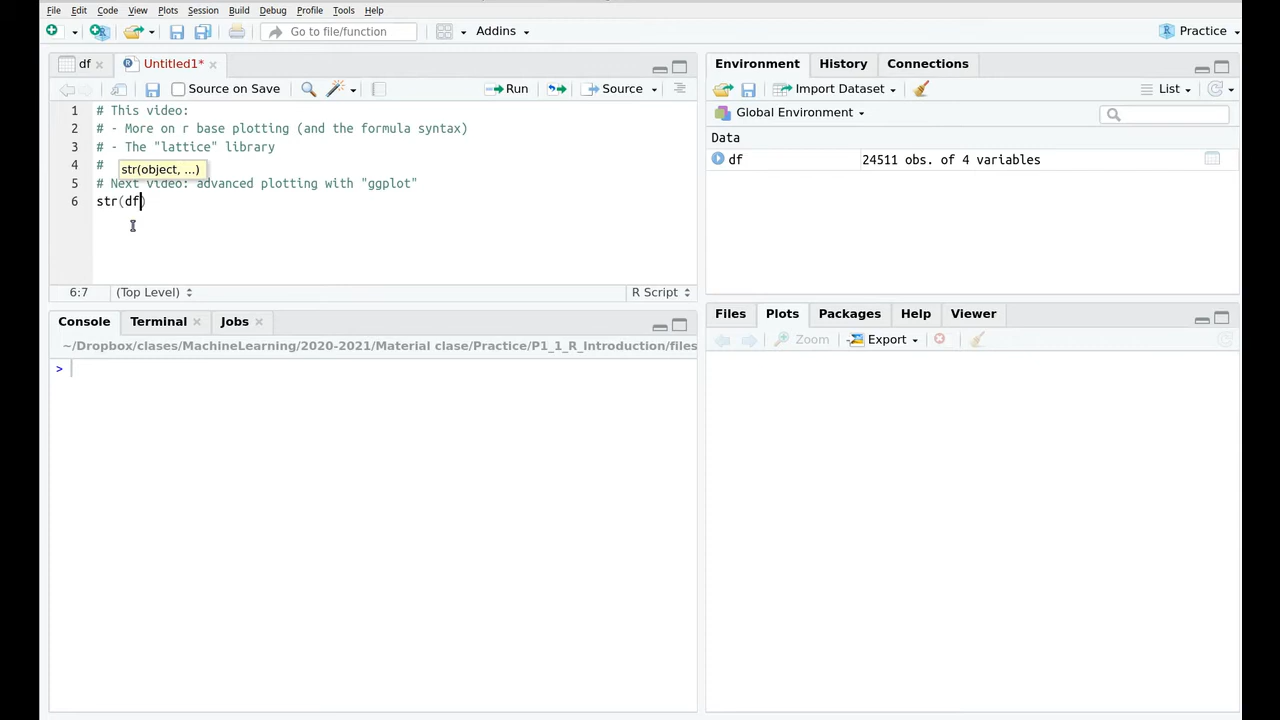 File Edit Code View Plots Session Build Debug Profile Tools Help
Go to file/function Addins Practice
df Untitled1*
Source on Save Run Source
1 # This video:
2 # - More on r base plotting (and the formula syntax)
3 # - The "lattice" library
4 #
str(object, ...)
5 # Next video: advanced plotting with "ggplot"
6 str(df)
6:7 (Top Level) R Script
Console Terminal Jobs
~/Dropbox/clases/MachineLearning/2020-2021/Material clase/Practice/P1_1_R_Introduction/files
>
Environment History Connections
Import Dataset List
Global Environment
Data
df 24511 obs. of 4 variables
Files Plots Packages Help Viewer
Zoom Export